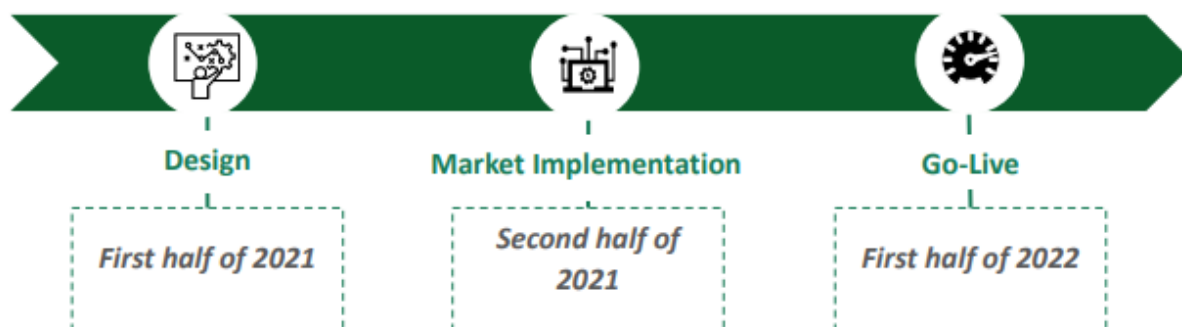 Design
Market Implementation
Go-Live
First half of 2021
Second half of
2021
First half of 2022